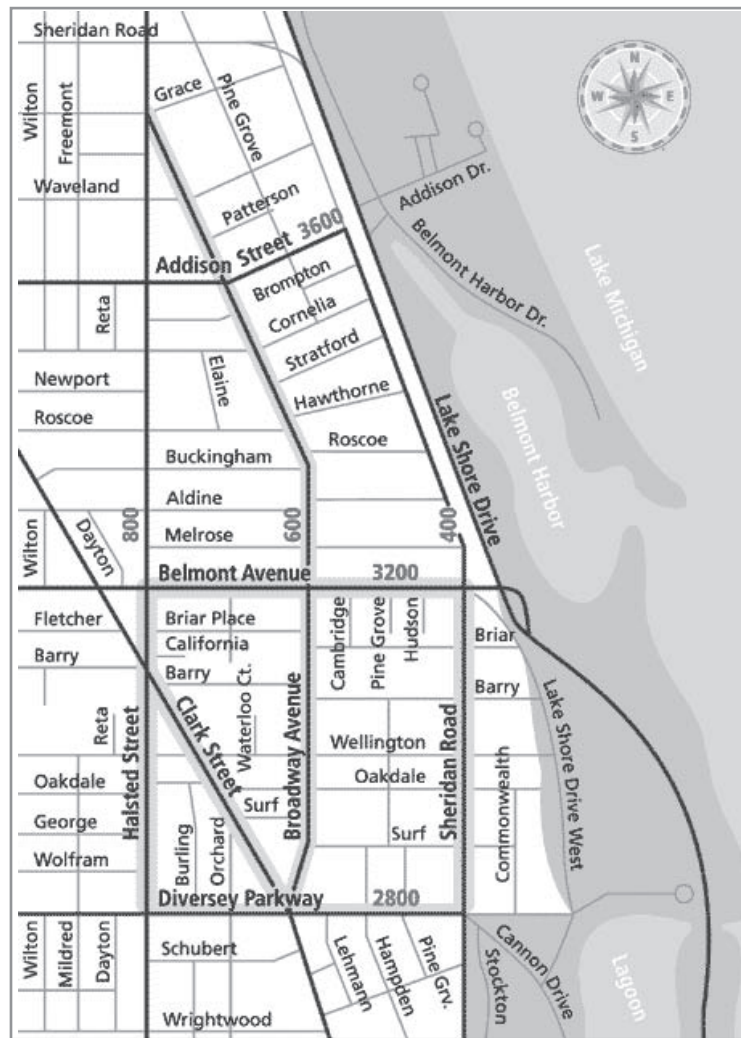 Sheridan Road
N
W
E
S
Grace
Pine Grove
Wilton
Freemont
Waveland
Patterson
Addison Dr.
3600
Addison Street
Belmont Harbor Dr.
Lake Michigan
Brompton
Reta
Cornelia
Stratford
Elaine
Newport
Hawthorne
Roscoe
Roscoe
Lake Shore Drive
Belmont Harbor
Buckingham
Aldine
800
600
400
Melrose
Wilton
Dayton
Belmont Avenue
3200
Fletcher
Briar Place
Cambridge
Pine Grove
Hudson
Briar
California
Barry
Barry
Barry
Waterloo Ct.
Lake Shore Drive West
Reta
Clark Street
Halsted Street
Broadway Avenue
Wellington
Sheridan Road
Oakdale
Oakdale
Surf
George
Surf
Commonwealth
Wolfram
Burling
Orchard
Diversey Parkway
2800
Wilton
Mildred
Dayton
Schubert
Lehmann
Hampden
Pine Grv.
Stockton
Cannon Drive
Lagoon
Wrightwood